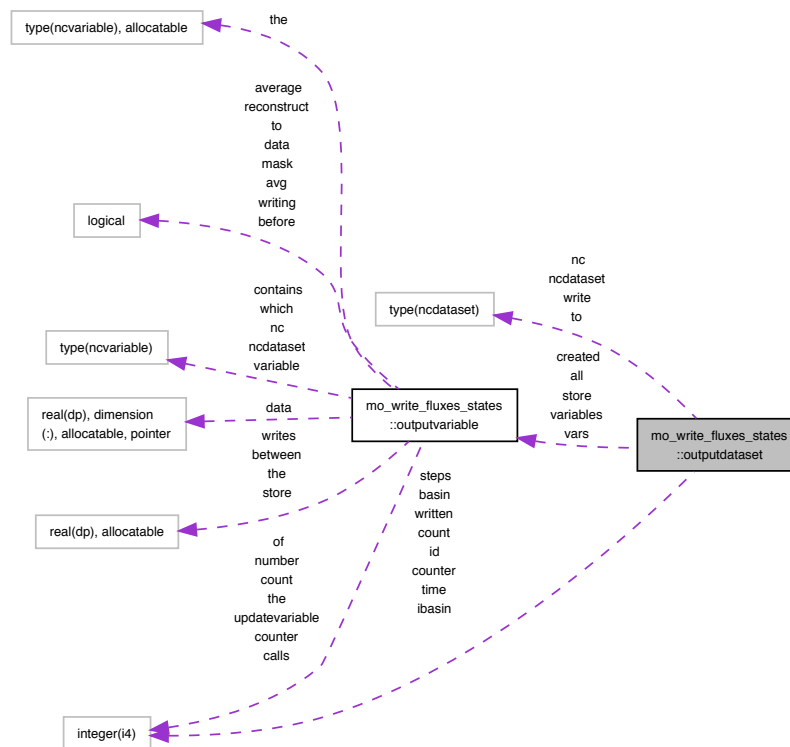 type(ncvariable), allocatable
the
average
reconstruct
to
data
mask
avg
writing
before
logical
nc
ncdataset
write
to
type(ncdataset)
contains
which
nc
ncdataset
variable
type(ncvariable)
created
all
store
variables
vars
mo_write_fluxes_states
::outputvariable
real(dp), dimension
(:), allocatable, pointer
data
mo_write_fluxes_states
::outputdataset
writes
between
the
store
real(dp), allocatable
steps
basin
written
count
id
counter
time
ibasin
of
number
count
the
updatevariable
counter
calls
integer(i4)